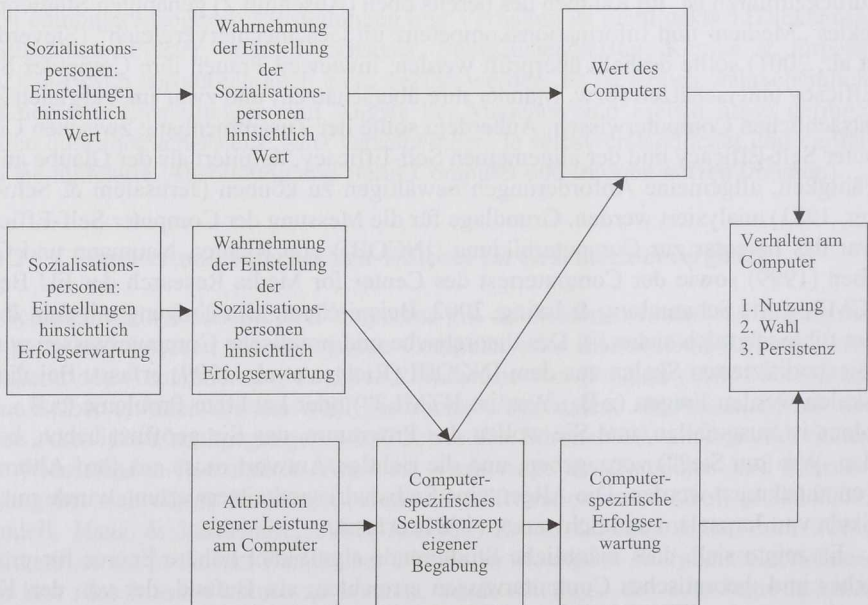 Sozialisations-
personen:
Einstellungen
hinsichtlich
Wert
Wahrnehmung
der Einstellung
der
Sozialisations-
personen
hinsichtlich
Wert
Wert des
Computers
Sozialisations-
personen:
Einstellungen
hinsichtlich
Erfolgserwartung
Wahrnehmung
der Einstellung
der
Sozialisations-
personen
hinsichtlich
Erfolgserwartung
Verhalten am
Computer
1. Nutzung
2. Wahl
3. Persistenz
Attribution
eigener Leistung
am Computer
Computer-
spezifisches
Selbstkonzept
eigener
Begabung
Computer-
spezifische
Erfolgser-
wartung